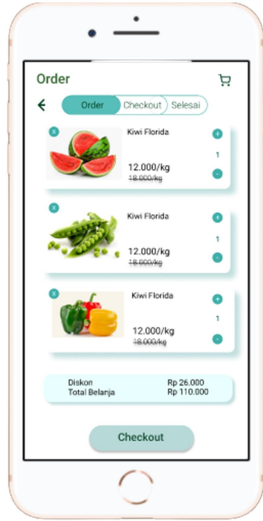 Order
Order Checkout Selesai
x
Kiwi Florida
+
1
12.000/kg
18.000/kg
-
x
Kiwi Florida
+
1
12.000/kg
18.000/kg
-
x
Kiwi Florida
+
1
12.000/kg
18.000/kg
-
Diskon Rp 26.000
Total Belanja Rp 110.000
Checkout